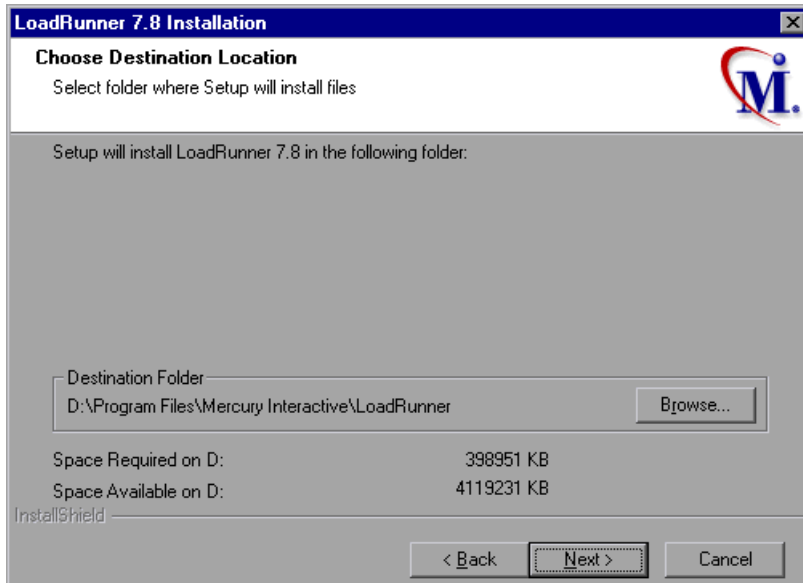 LoadRunner 7.8 Installation
Choose Destination Location
Select folder where Setup will install files
M.
Setup will install LoadRunner 7.8 in the following folder:
Destination Folder
D:\Program Files\Mercury Interactive\LoadRunner
Browse...
Space Required on D: 398951 KB
Space Available on D: 4119231 KB
InstallShield
< Back Next > Cancel